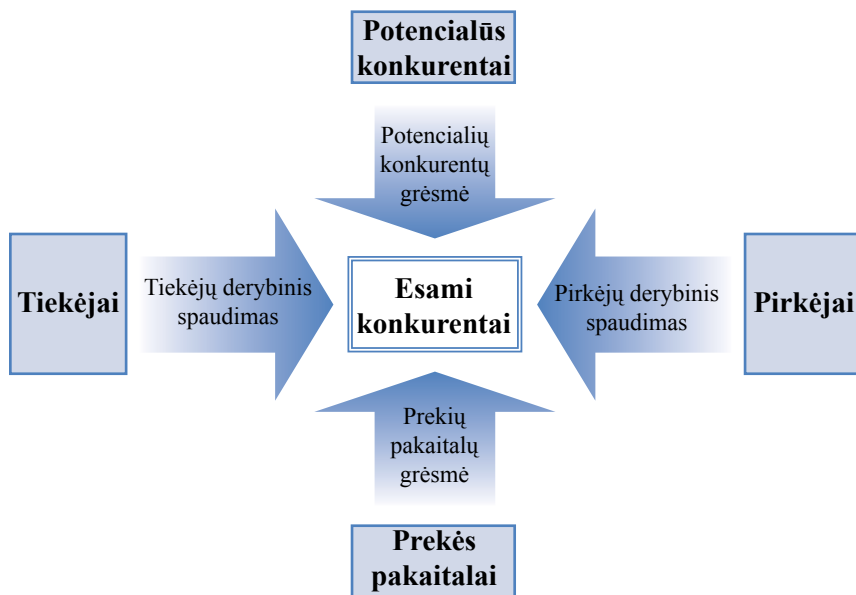 Potencialūs
konkurentai
Potencialių
konkurentų
grėsmė
Tiekėjai
Tiekėjų derybinis
spaudimas
Esami
konkurentai
Pirkėjų derybinis
spaudimas
Pirkėjai
Prekių
pakaitalų
grėsmė
Prekės
pakaitalai